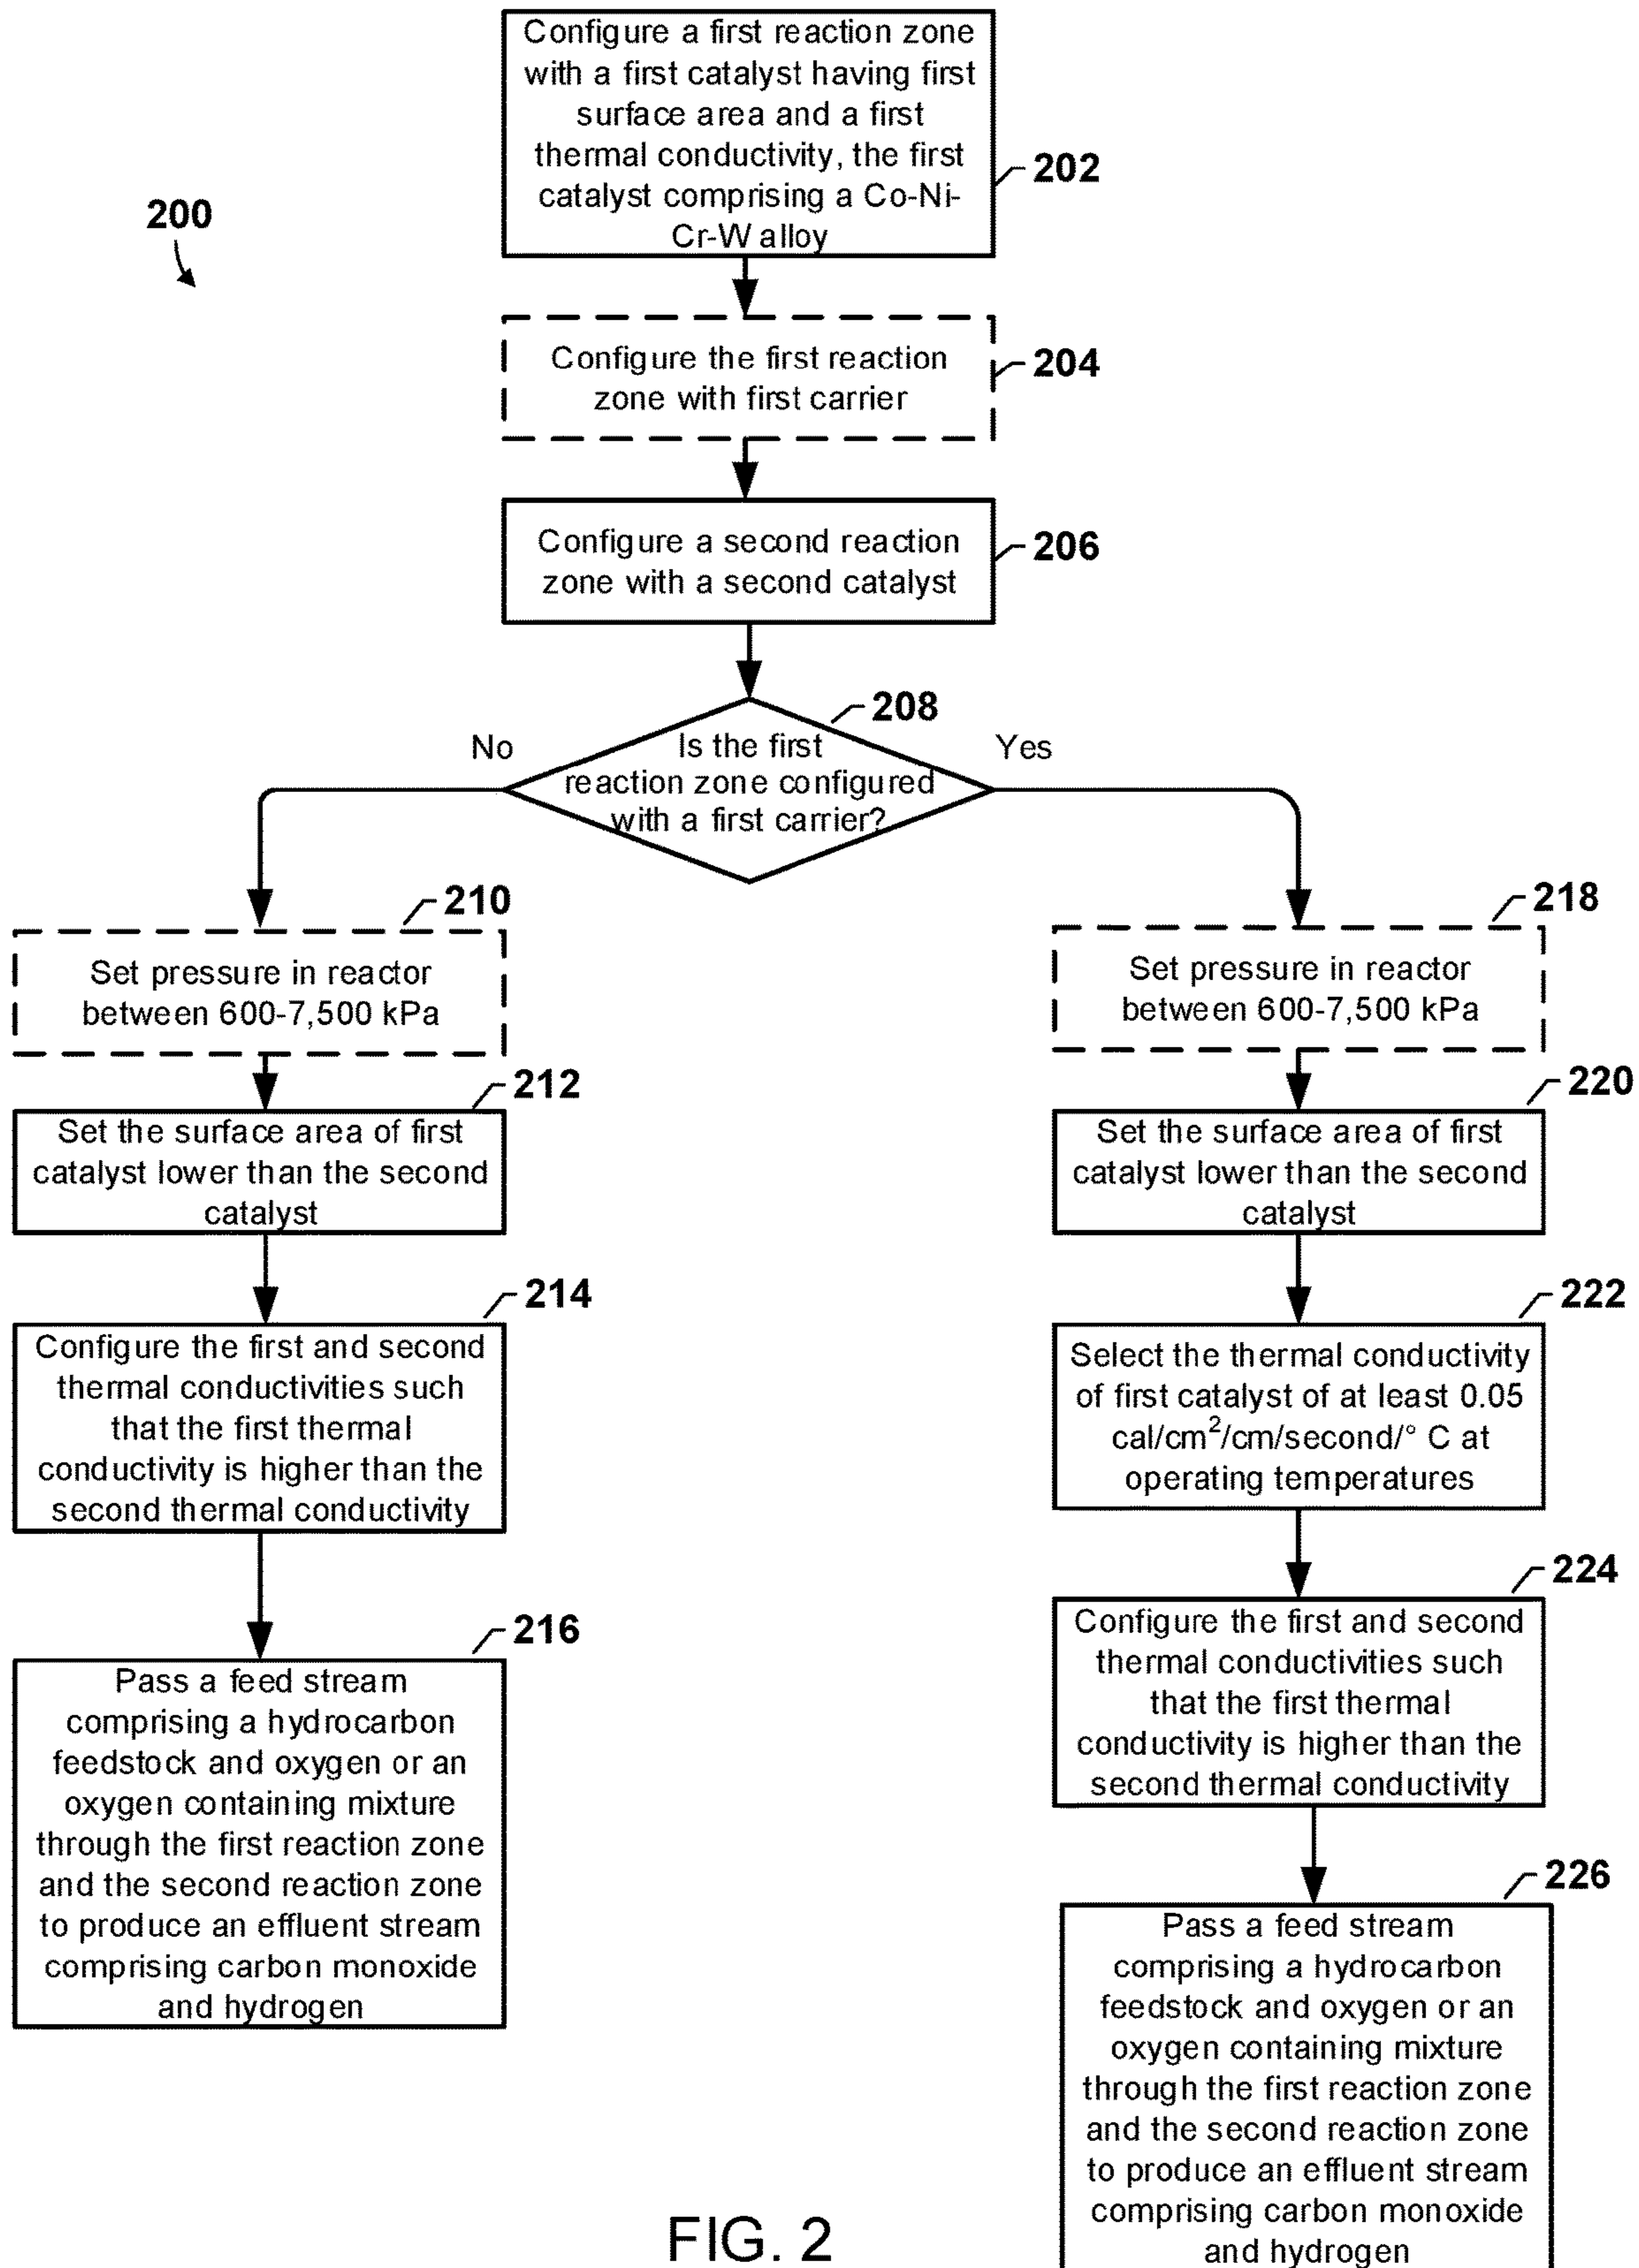 Configure a first reaction zone
with a first catalyst having first
surface area and a first
thermal conductivity, the first
catalyst comprising a Co-Ni-
Cr-W alloy
202
200
Configure the first reaction
zone with first carrier
204
Configure a second reaction
zone with a second catalyst
206
208
Is the first
reaction zone configured
with a first carrier?
No
Yes
210
Set pressure in reactor
between 600-7,500 kPa
212
Set the surface area of first
catalyst lower than the second
catalyst
214
Configure the first and second
thermal conductivities such
that the first thermal
conductivity is higher than the
second thermal conductivity
216
Pass a feed stream
comprising a hydrocarbon
feedstock and oxygen or an
oxygen containing mixture
through the first reaction zone
and the second reaction zone
to produce an effluent stream
comprising carbon monoxide
and hydrogen
218
Set pressure in reactor
between 600-7,500 kPa
220
Set the surface area of first
catalyst lower than the second
catalyst
222
Select the thermal conductivity
of first catalyst of at least 0.05
cal/cm²/cm/second/° C at
operating temperatures
224
Configure the first and second
thermal conductivities such
that the first thermal
conductivity is higher than the
second thermal conductivity
226
Pass a feed stream
comprising a hydrocarbon
feedstock and oxygen or an
oxygen containing mixture
through the first reaction zone
and the second reaction zone
to produce an effluent stream
comprising carbon monoxide
and hydrogen
FIG. 2